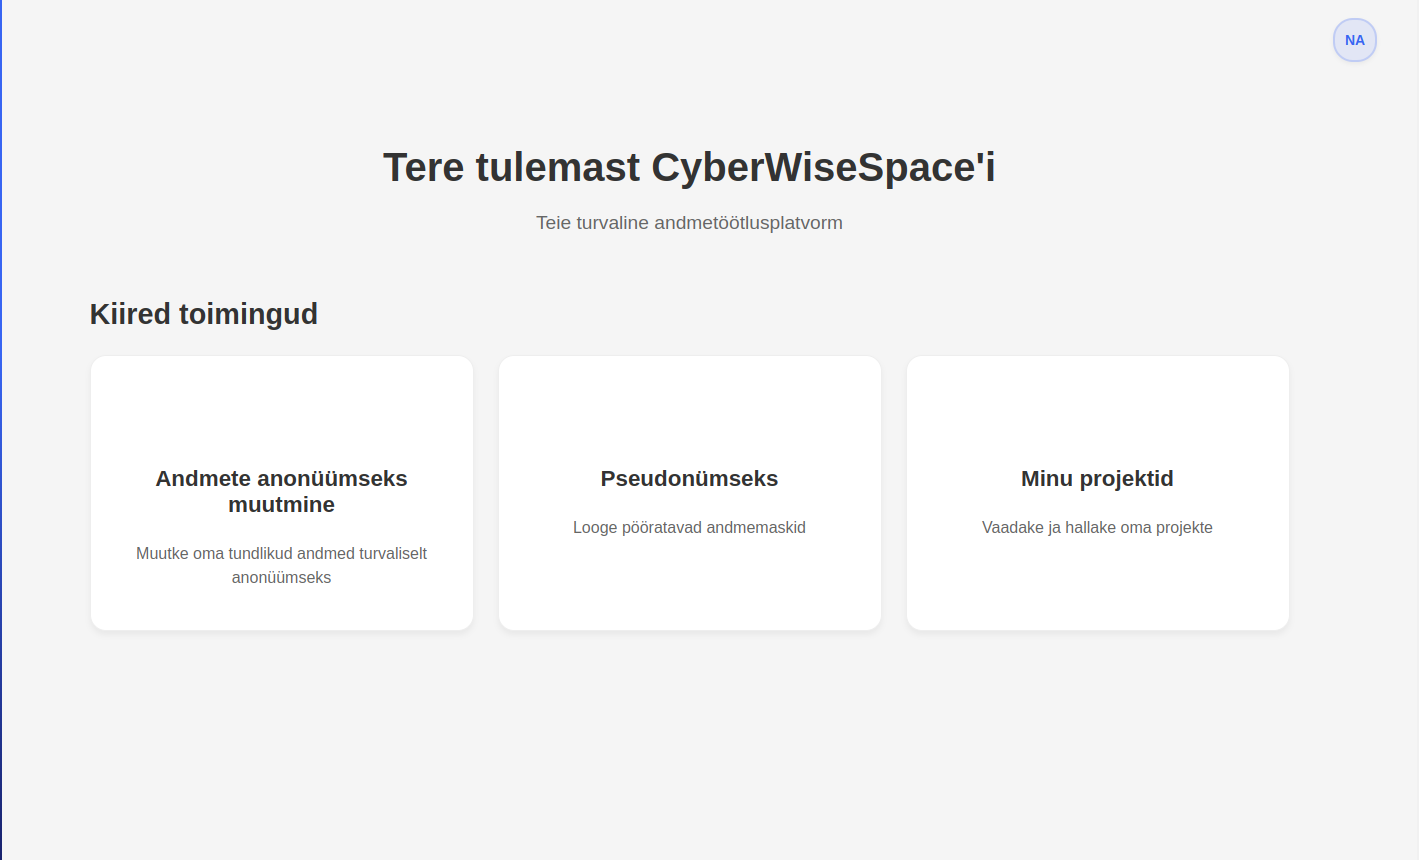 NA
Tere tulemast CyberWiseSpace'i
Teie turvaline andmetöötlusplatvorm
Kiired toimingud
Andmete anonüümseks
muutmine
Muutke oma tundlikud andmed turvaliselt
anonüümseks
Pseudonümseks
Looge pööratavad andmemaskid
Minu projektid
Vaadake ja hallake oma projekte